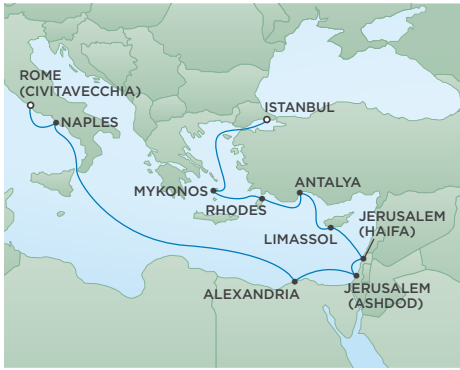 ROME
(CIVITAVECCHIA)
NAPLES
ISTANBUL
MYKONOS
RHODES
ANTALYA
LIMASSOL
JERUSALEM
(HAIFA)
ALEXANDRIA
JERUSALEM
(ASHDOD)